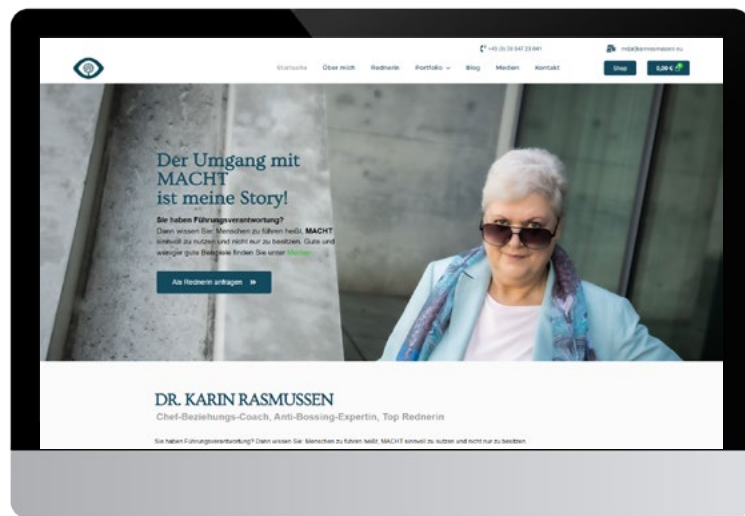 Startseite Über mich Rednerin Portfolio Blog Medien Kontakt Shop 0,00 €
Der Umgang mit
MACHT
ist meine Story!
Sie haben Führungsverantwortung?
Dann wissen Sie: Menschen zu führen heißt, MACHT
sinnvoll zu nutzen und nicht nur zu besitzen. Gute und
weniger gute Beispiele finden Sie unter Medien
Als Rednerin anfragen
DR. KARIN RASMUSSEN
Chef-Beziehungs-Coach, Anti-Bossing-Expertin, Top Rednerin
Sie haben Führungsverantwortung? Dann wissen Sie: Menschen zu führen heißt, MACHT sinnvoll zu nutzen und nicht nur zu besitzen.